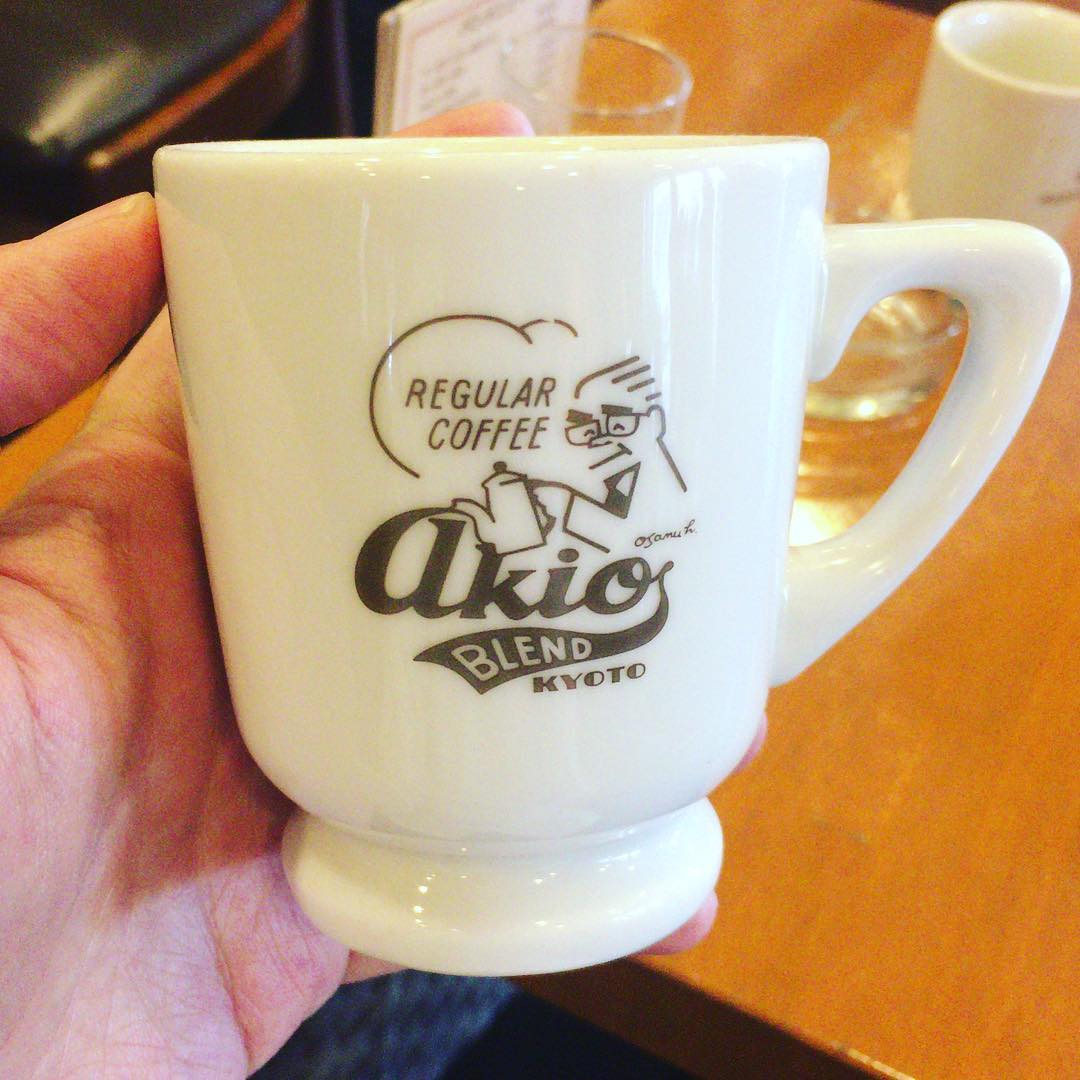 REGULAR
COFFEE
Osamu h.
akio
BLEND
KYOTO